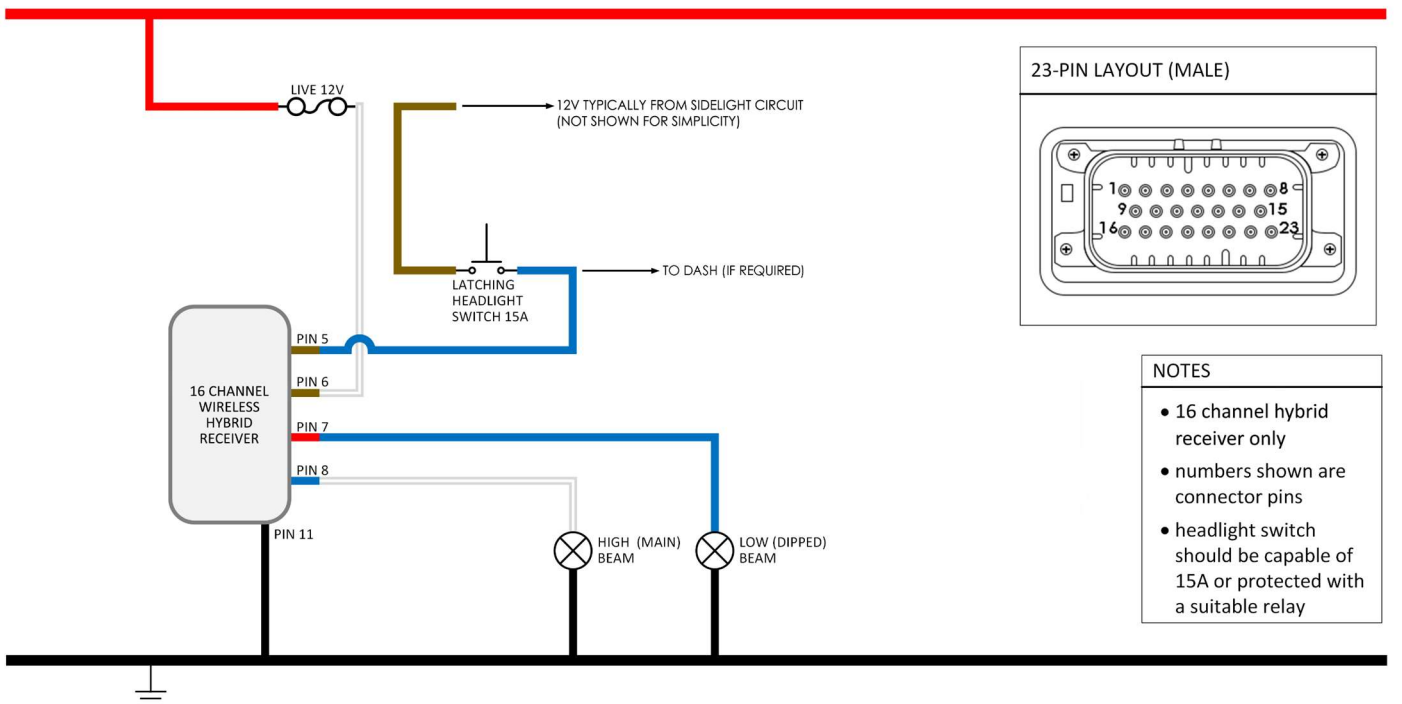 LIVE 12V
12V TYPICALLY FROM SIDELIGHT CIRCUIT
(NOT SHOWN FOR SIMPLICITY)
TO DASH (IF REQUIRED)
LATCHING
HEADLIGHT
SWITCH 15A
PIN 5
PIN 6
PIN 7
PIN 8
16 CHANNEL
WIRELESS
HYBRID
RECEIVER
PIN 11
HIGH (MAIN)
BEAM
LOW (DIPPED)
BEAM
23-PIN LAYOUT (MALE)
1 8
9 15
16 23
NOTES
• 16 channel hybrid
receiver only
• numbers shown are
connector pins
• headlight switch
should be capable of
15A or protected with
a suitable relay